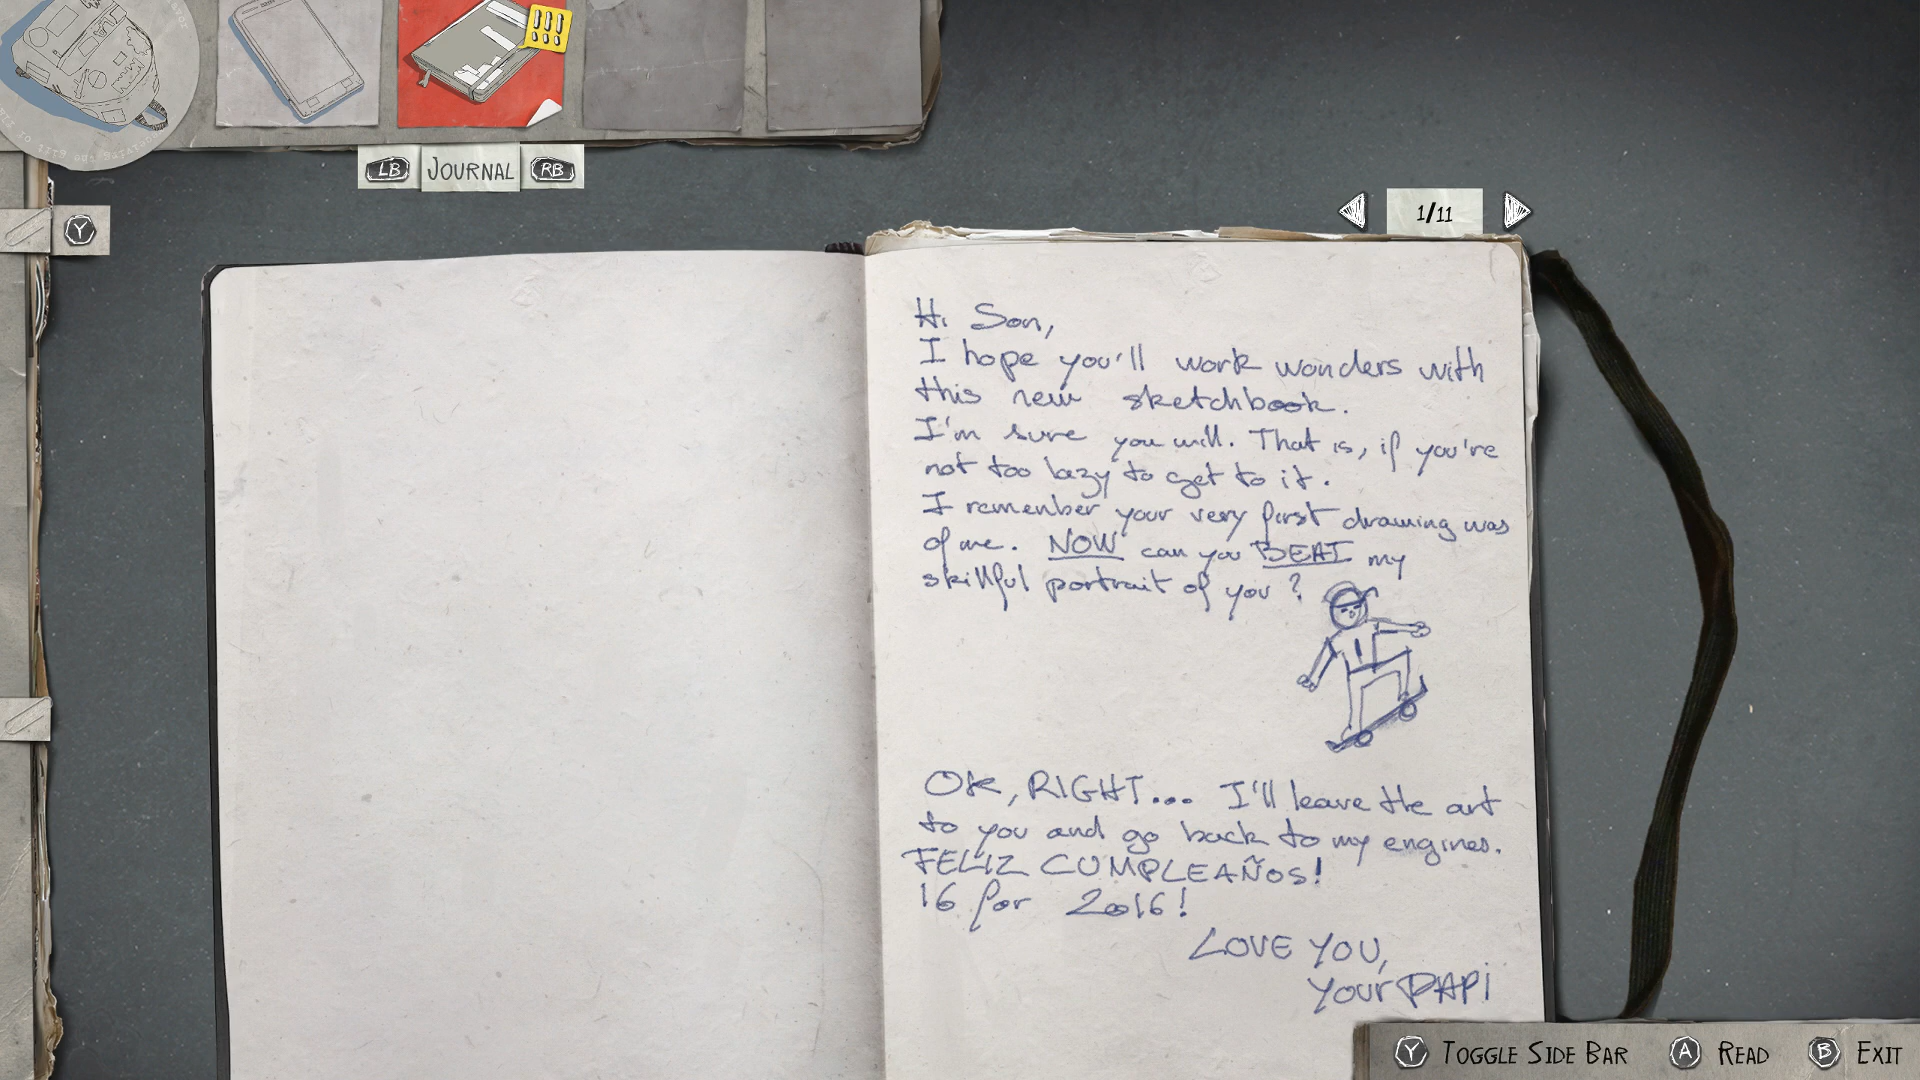 LB JOURNAL RB
1/11
Y
Hi Son,
I hope you'll work wonders with
this new sketchbook.
I'm sure you will. That is, if you're
not too lazy to get to it.
I remember your very first drawing was
of me. NOW can you BEAT my
skillful portrait of you?
OK, RIGHT... I'll leave the art
to you and go back to my engines.
FELIZ CUMPLEAÑOS!
16 for 2016!
LOVE YOU,
Your PAPI
Y TOGGLE SIDE BAR A READ B EXIT